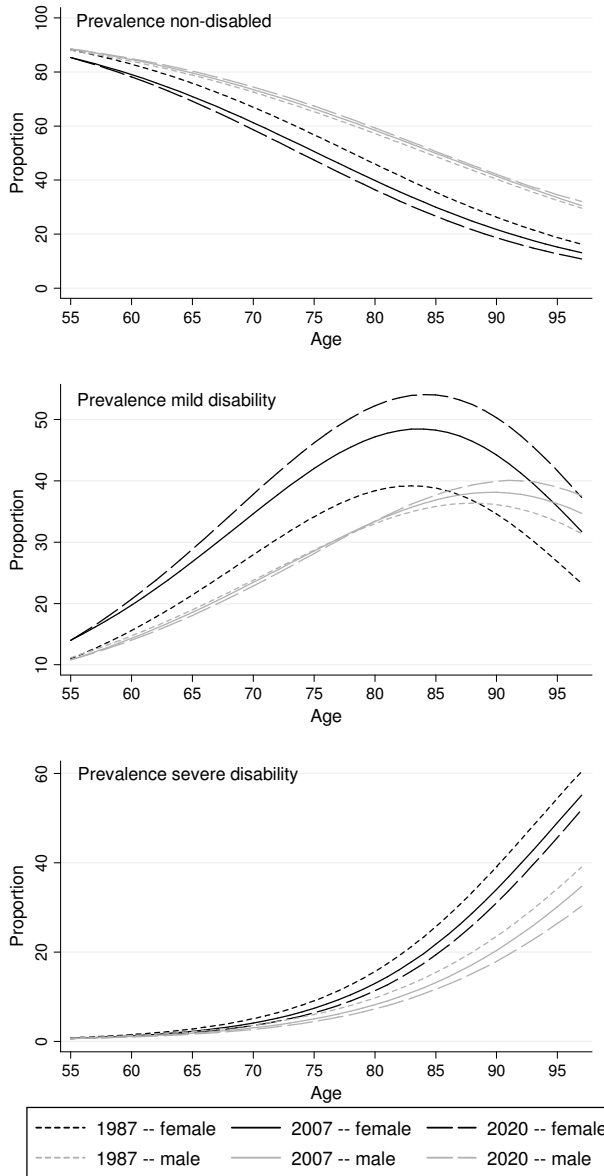 Prevalence non-disabled
Proportion
100
80
60
40
20
0
55 60 65 70 75 80 85 90 95
Age
Prevalence mild disability
Proportion
50
40
30
20
10
55 60 65 70 75 80 85 90 95
Age
Prevalence severe disability
Proportion
60
40
20
0
55 60 65 70 75 80 85 90 95
Age
1987 -- female 2007 -- female 2020 -- female
1987 -- male 2007 -- male 2020 -- male